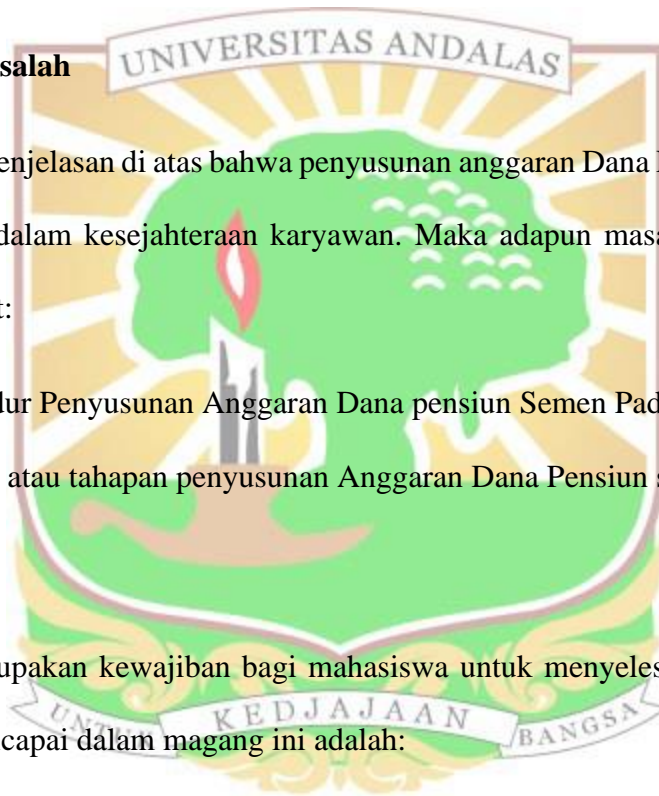 UNIVERSITAS ANDALAS
salah
enjelasan di atas bahwa penyusunan anggaran Dana
dalam kesejahteraan karyawan. Maka adapun masa
t:
dur Penyusunan Anggaran Dana pensiun Semen Pad
atau tahapan penyusunan Anggaran Dana Pensiun s
upakan kewajiban bagi mahasiswa untuk menyeles
UNTUK KEDJAJAAN BANGSA
capai dalam magang ini adalah: